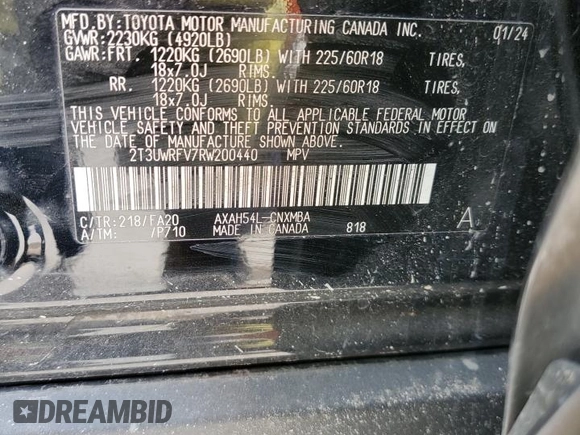 MFD.BY:TOYOTA MOTOR MANUFACTURING CANADA INC. 01/24
GVWR:2230KG (4920LB)
GAWR:FRT. 1220KG (2690LB) WITH 225/60R18 TIRES,
18x7.0J RIMS.
RR. 1220KG (2690LB) WITH 225/60R18 TIRES,
18x7.0J RIMS.
THIS VEHICLE CONFORMS TO ALL APPLICABLE FEDERAL MOTOR
VEHICLE SAFETY AND THEFT PREVENTION STANDARDS IN EFFECT ON
THE DATE OF MANUFACTURE SHOWN ABOVE.
2T3UWRFV7RW200440 MPV
C/TR:218/FA20 AXAH54L-CNXMBA A
A/TM: /P710 MADE IN CANADA 818
DREAMBID